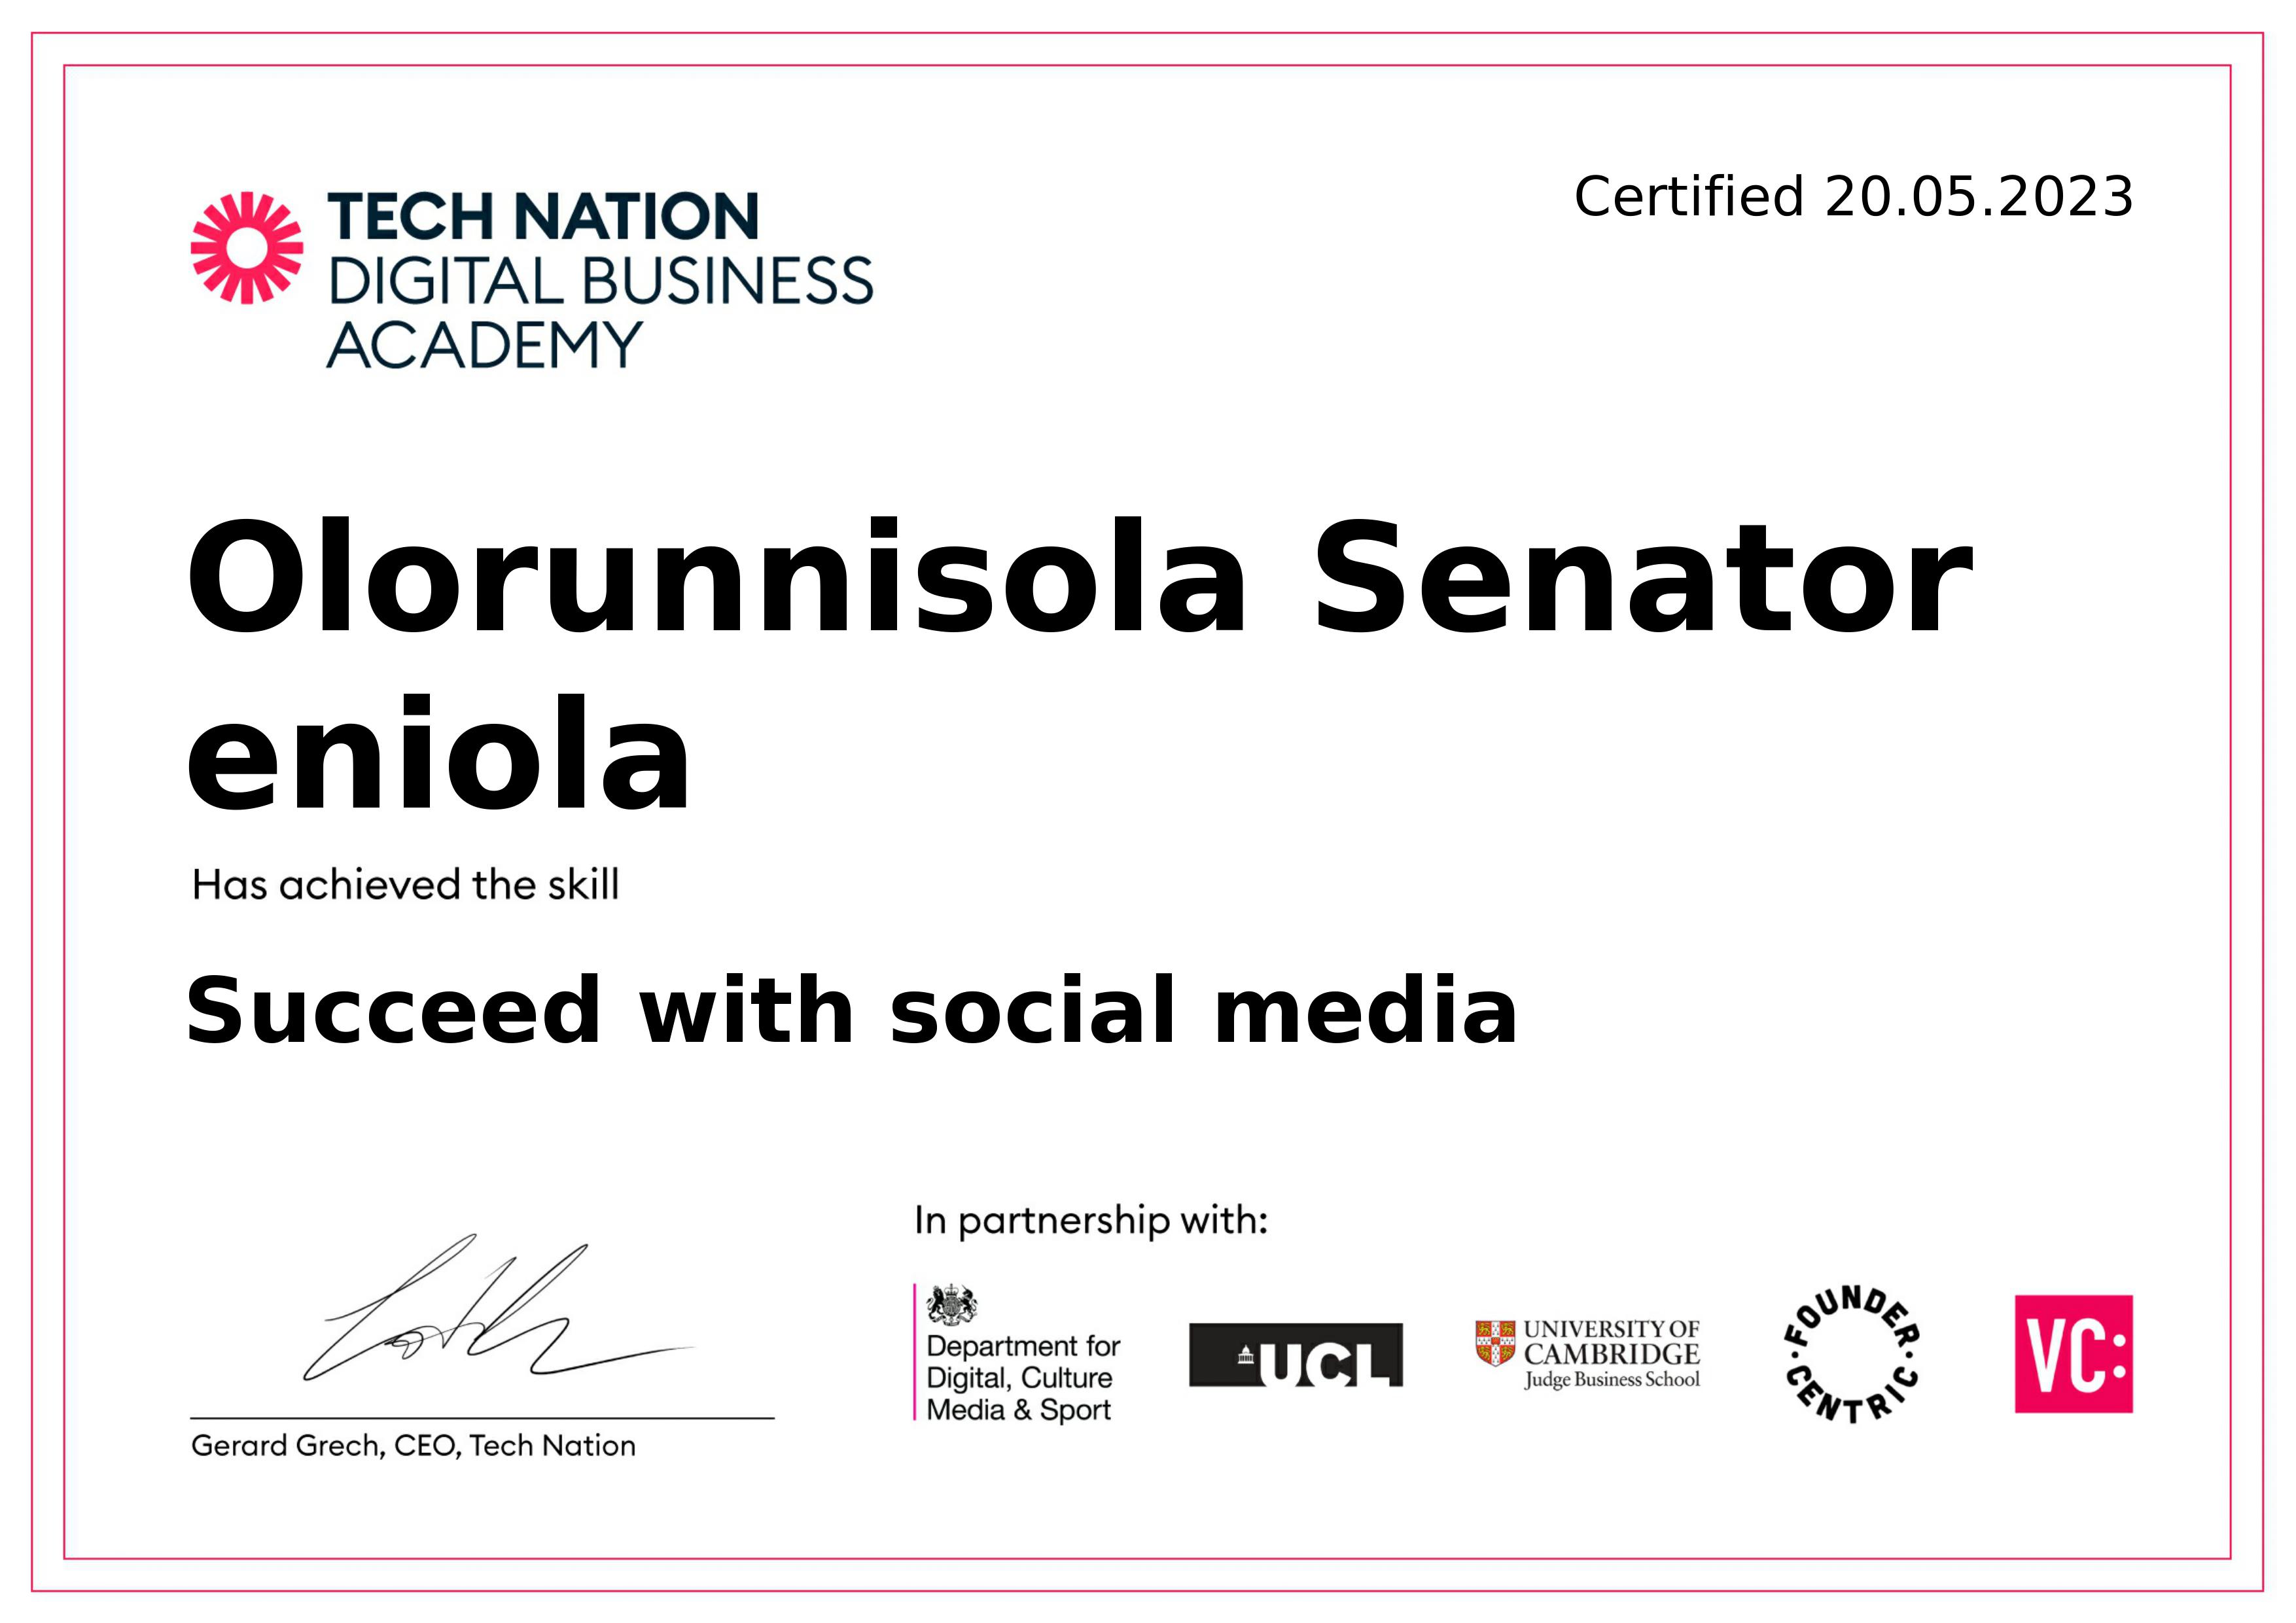 TECH NATION
DIGITAL BUSINESS
ACADEMY
Certified 20.05.2023
Olorunnisola Senator
eniola
Has achieved the skill
Succeed with social media
Gerard Grech, CEO, Tech Nation
In partnership with:
Department for
Digital, Culture
Media & Sport
UCL
UNIVERSITY OF
CAMBRIDGE
Judge Business School
FOUNDER
CENTRIC
VC: